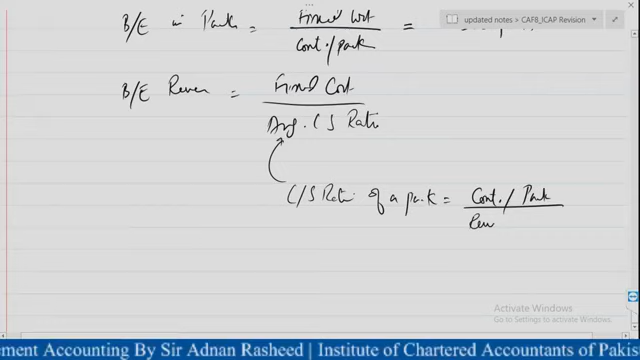 B/E in Pack = Fixed Cost / Cont./pack =
updated notes > CAF8_ICAP Revision
B/E Reven = Fixed Cost / Avg. C/S Ratio
C/S Ratio of a pack = Cont./Pack / Rev
Activate Windows
Go to Settings to activate Windows.
ement Accounting By Sir Adnan Rasheed | Institute of Chartered Accountants of Pakis